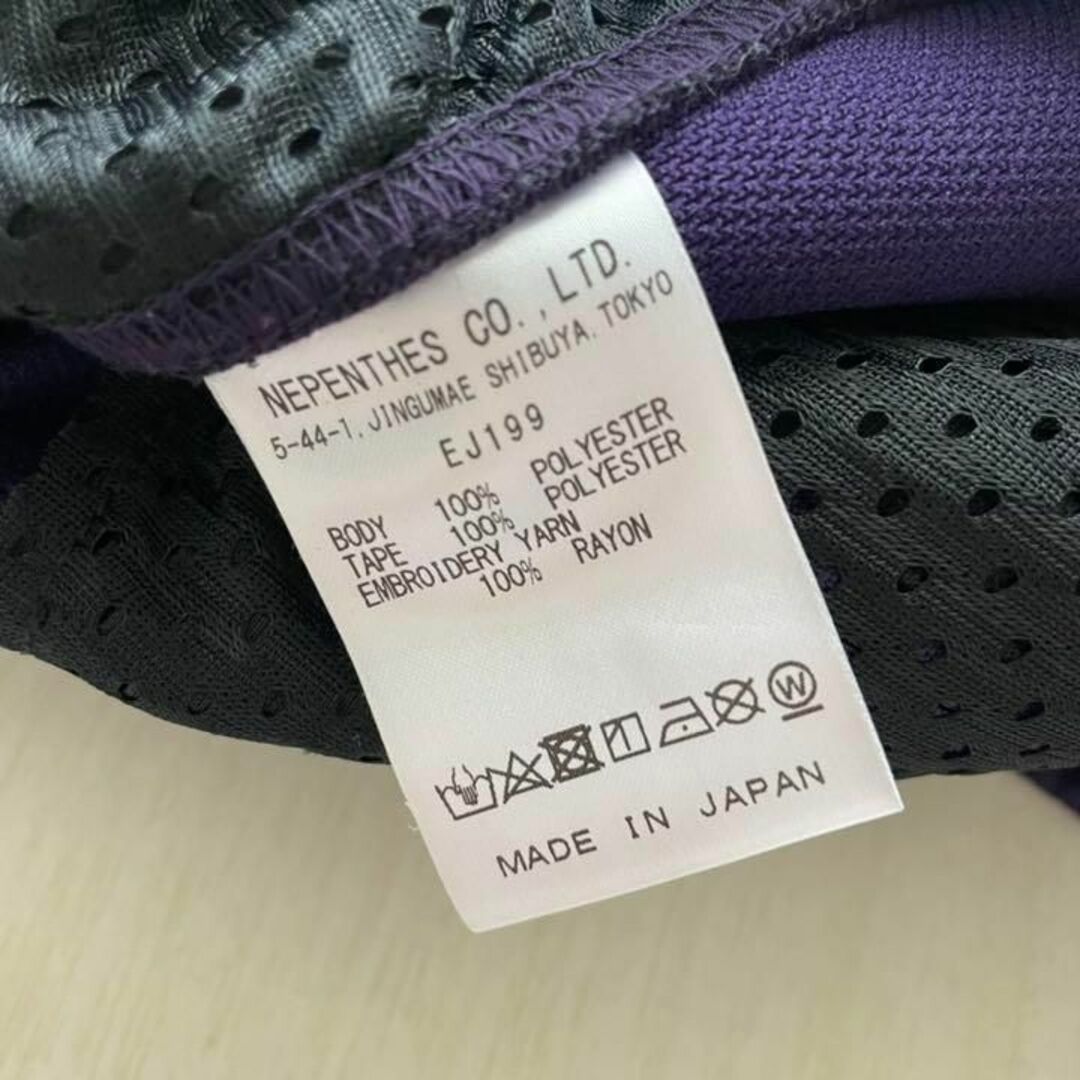 NEPENTHES CO., LTD.
5-44-1, JINGUMAE SHIBUYA. TOKYO
EJ199
BODY 100% POLYESTER
TAPE 100% POLYESTER
EMBROIDERY YARN
100% RAYON
W
MADE IN JAPAN